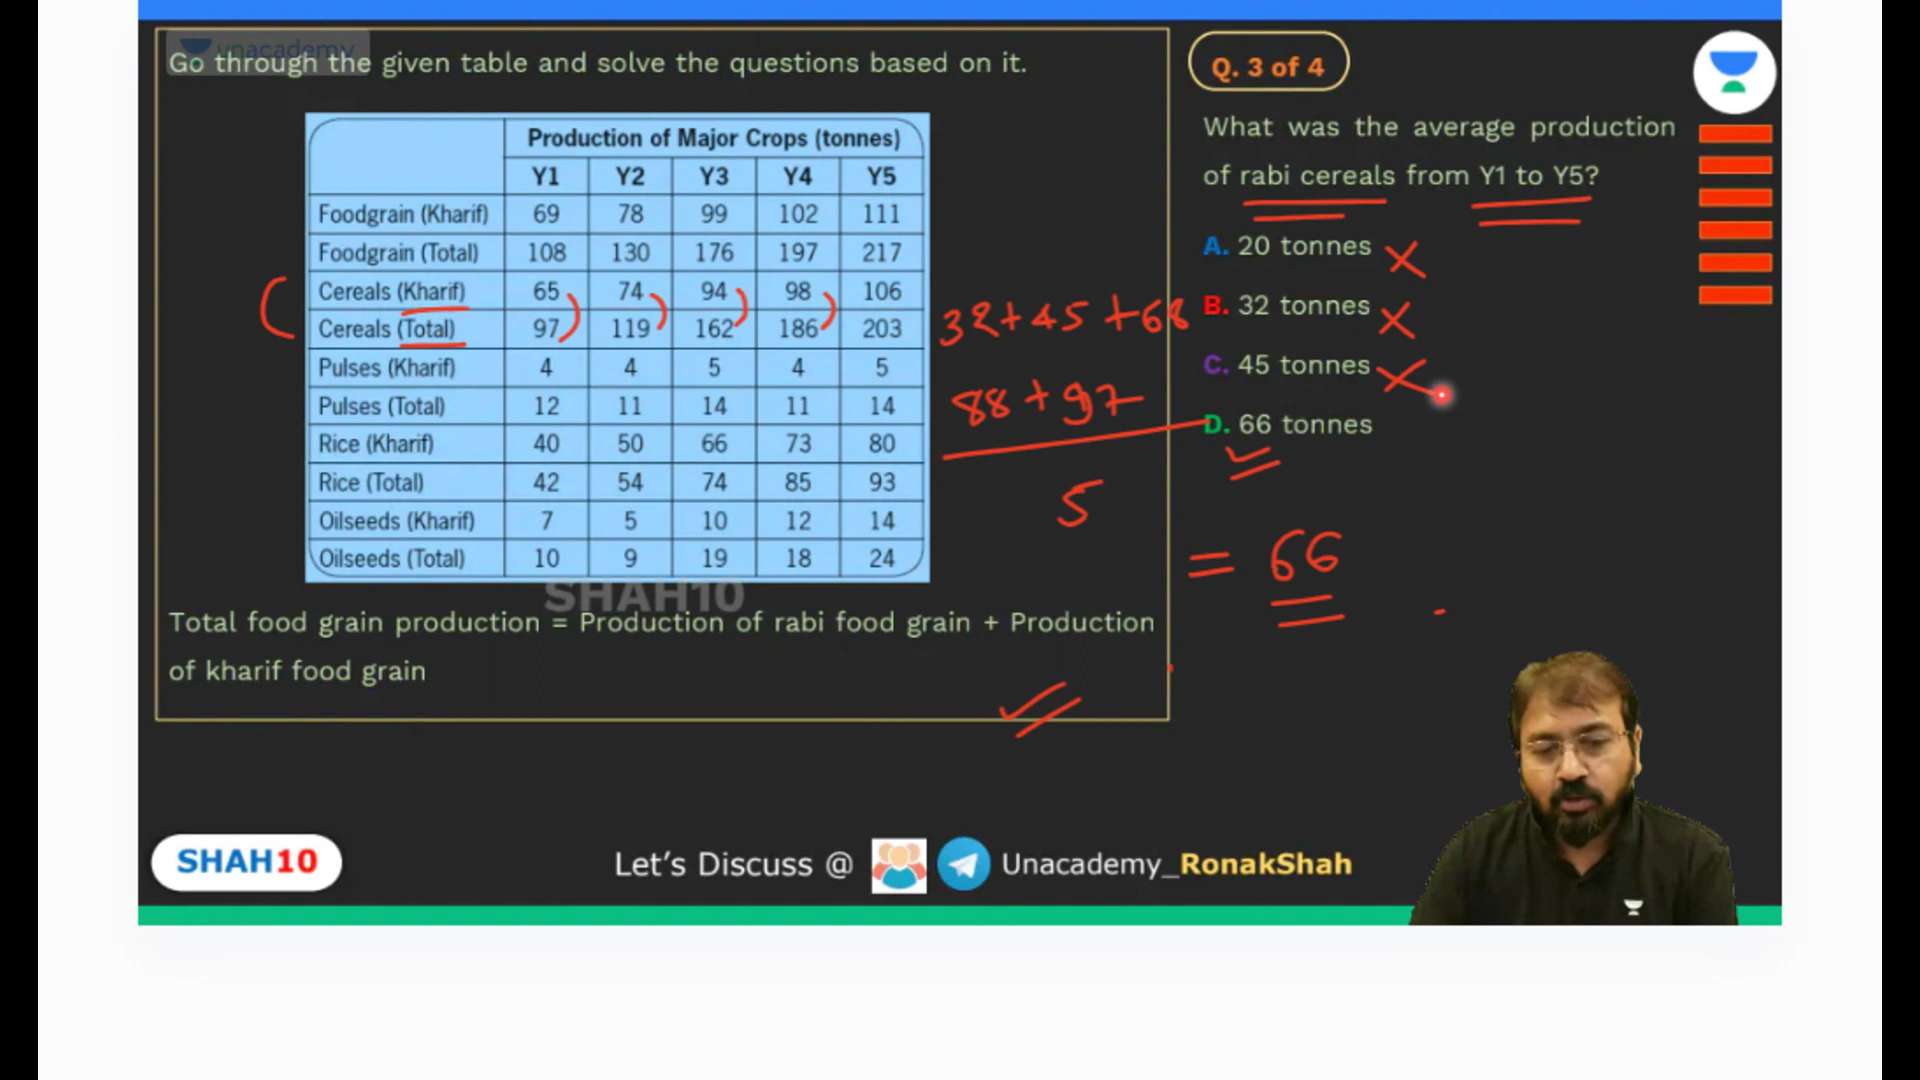 unacademy
Go through the given table and solve the questions based on it.
Production of Major Crops (tonnes)
Y1 Y2 Y3 Y4 Y5
Foodgrain (Kharif) 69 78 99 102 111
Foodgrain (Total) 108 130 176 197 217
Cereals (Kharif) 65 74 94 98 106
Cereals (Total) 97 119 162 186 203
Pulses (Kharif) 4 4 5 4 5
Pulses (Total) 12 11 14 11 14
Rice (Kharif) 40 50 66 73 80
Rice (Total) 42 54 74 85 93
Oilseeds (Kharif) 7 5 10 12 14
Oilseeds (Total) 10 9 19 18 24
SHAH10
Total food grain production = Production of rabi food grain + Production
of kharif food grain
32+45+68
88+97
5
= 66
Q. 3 of 4
What was the average production
of rabi cereals from Y1 to Y5?
A. 20 tonnes
B. 32 tonnes
C. 45 tonnes
D. 66 tonnes
SHAH10
Let's Discuss @ Unacademy_RonakShah